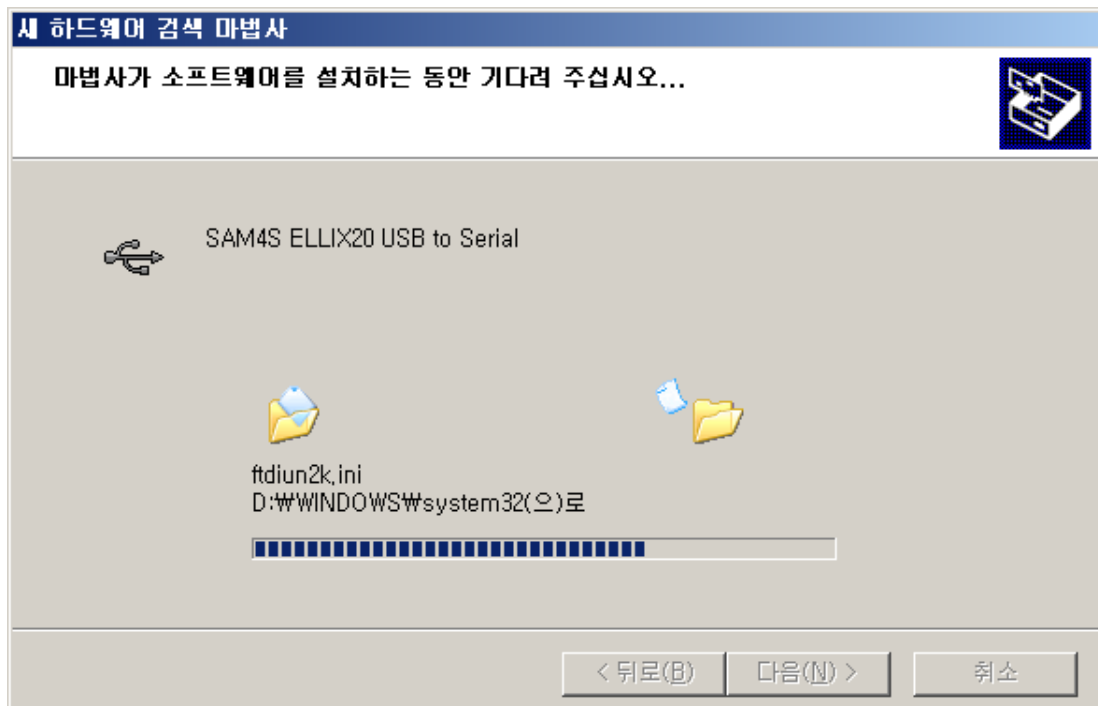 새 하드웨어 검색 마법사
마법사가 소프트웨어를 설치하는 동안 기다려 주십시오...
SAM4S ELLIX20 USB to Serial
ftdiun2k.ini
D:₩WINDOWS₩system32(으)로
< 뒤로(B)
다음(N) >
취소